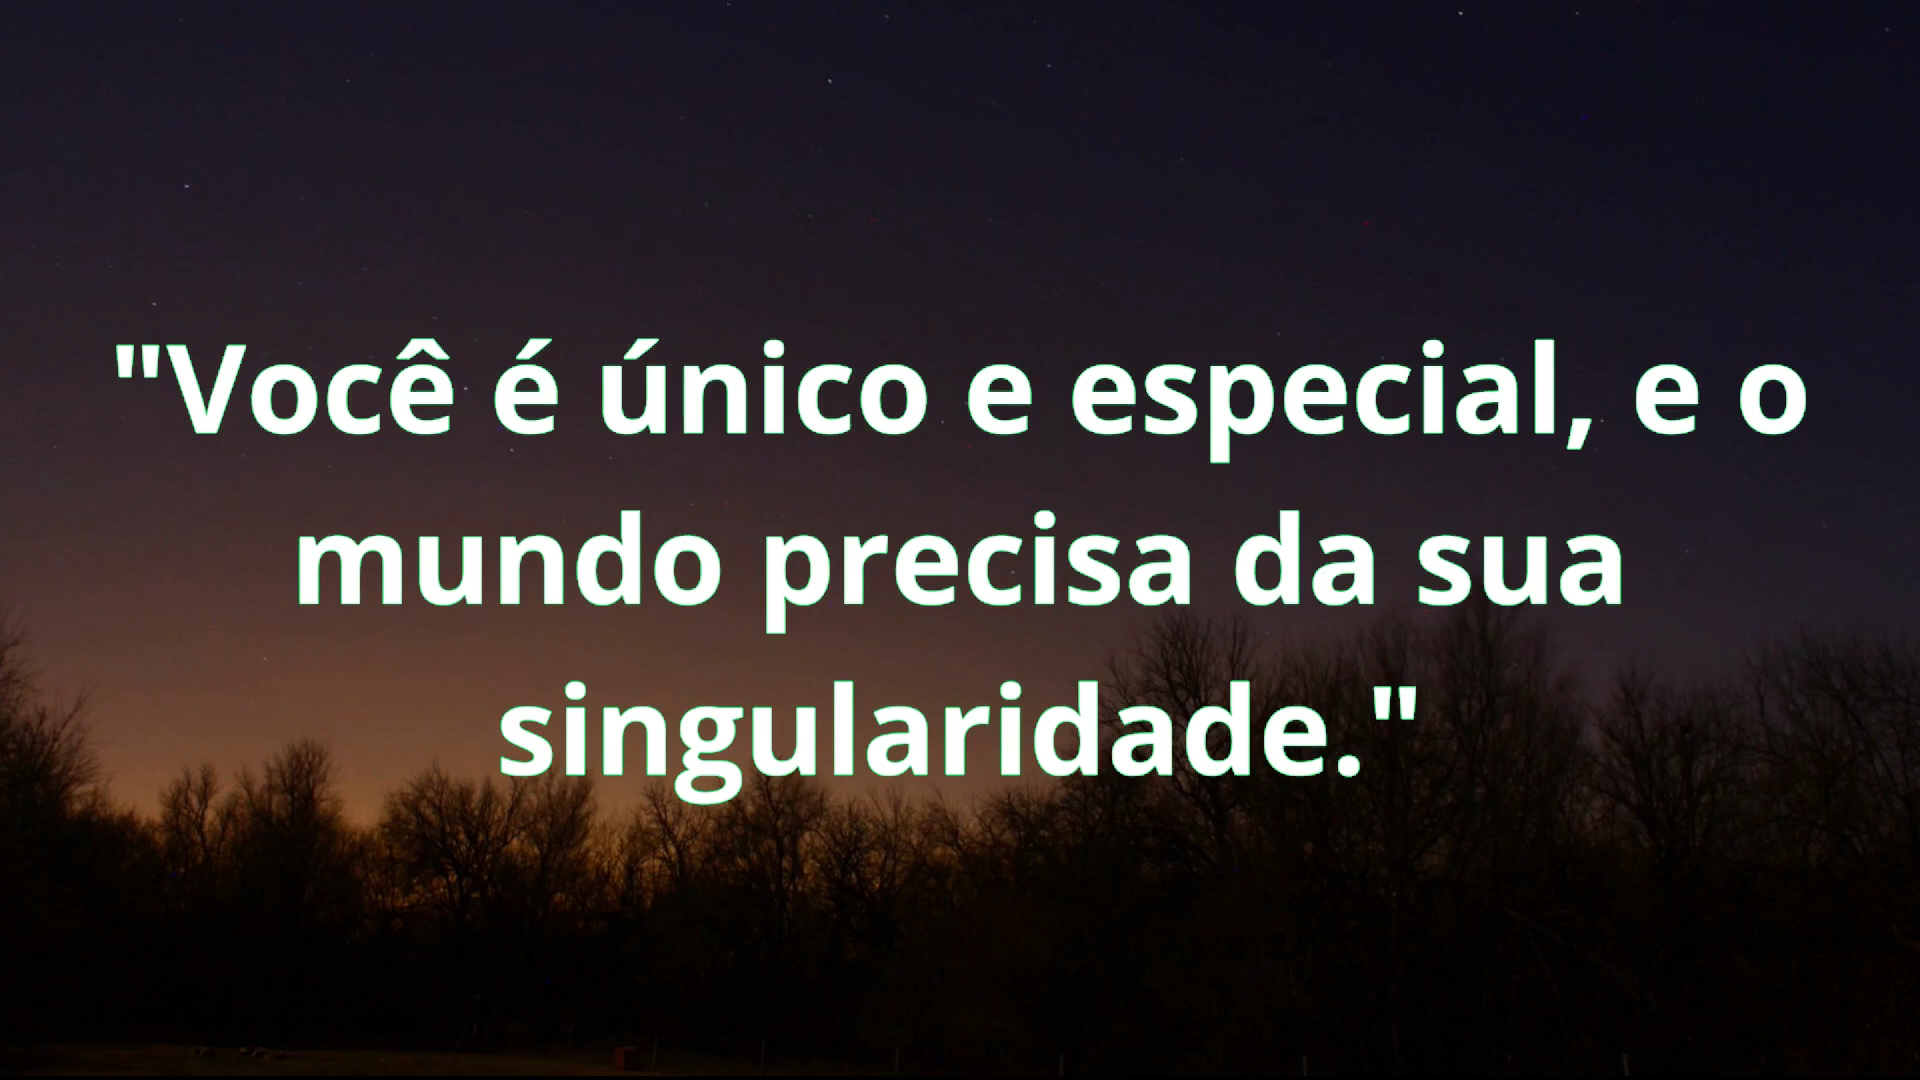 "Você é único e especial, e o
mundo precisa da sua
singularidade."